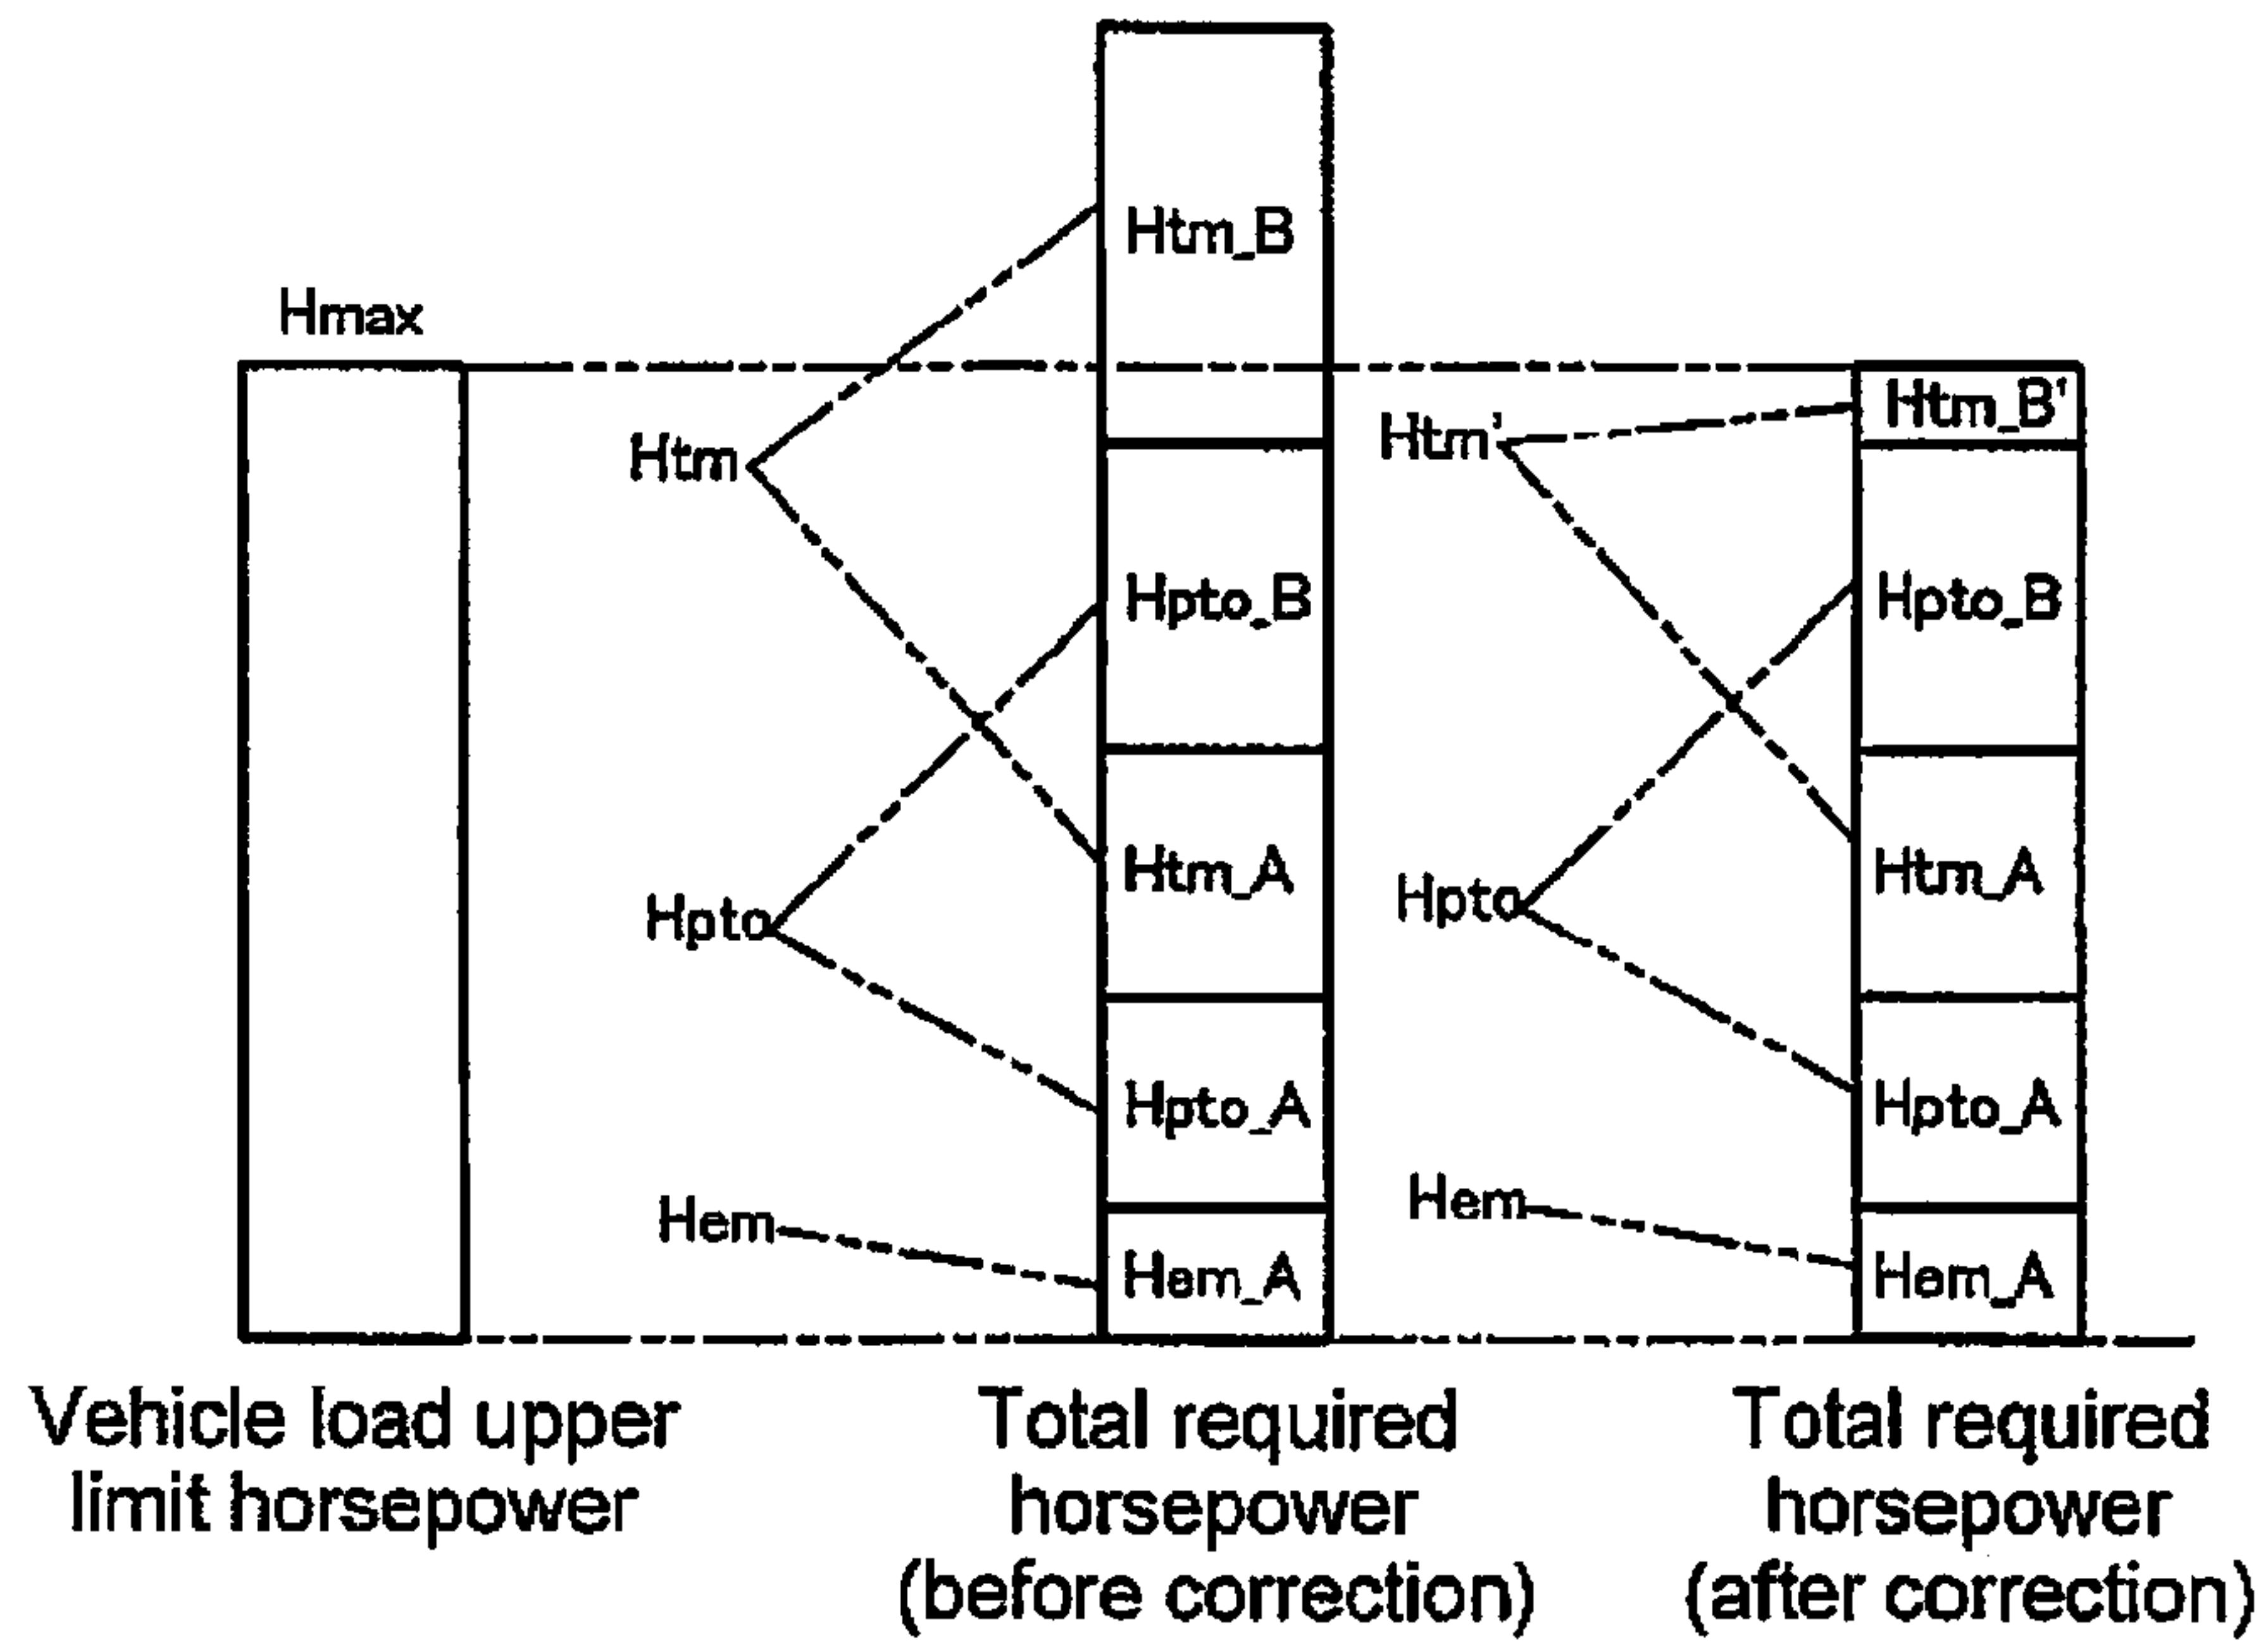 Hmax
Htm
Hpto
Hem
Htm_B
Hpto_B
Htm_A
Hpto_A
Hem_A
Htm'
Hpto
Hem
Htm_B'
Hpto_B
Htm_A
Hpto_A
Hem_A
Vehicle load upper
limit horsepower
Total required
horsepower
(before correction)
Total required
horsepower
(after correction)